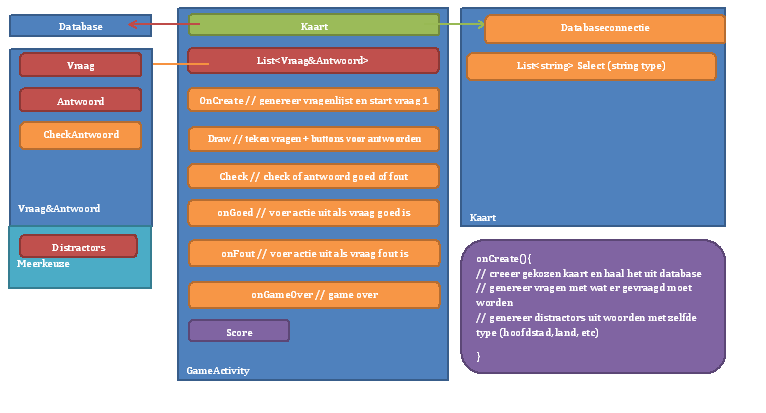 Database
Vraag
Antwoord
CheckAntwoord
Vraag&Antwoord
Distractors
Meerkeuze
Kaart
List<Vraag&Antwoord>
OnCreate // genereer vragenlijst en start vraag 1
Draw // teken vragen + buttons voor antwoorden
Check // check of antwoord goed of fout
onGoed // voer actie uit als vraag goed is
onFout // voer actie uit als vraag fout is
onGameOver // game over
Score
GameActivity
Databaseconnectie
List<string> Select (string type)
Kaart
onCreate(){
// creeer gekozen kaart en haal het uit database
// genereer vragen met wat er gevraagd moet
worden
// genereer distractors uit woorden met zelfde
type (hoofdstad, land, etc)
}